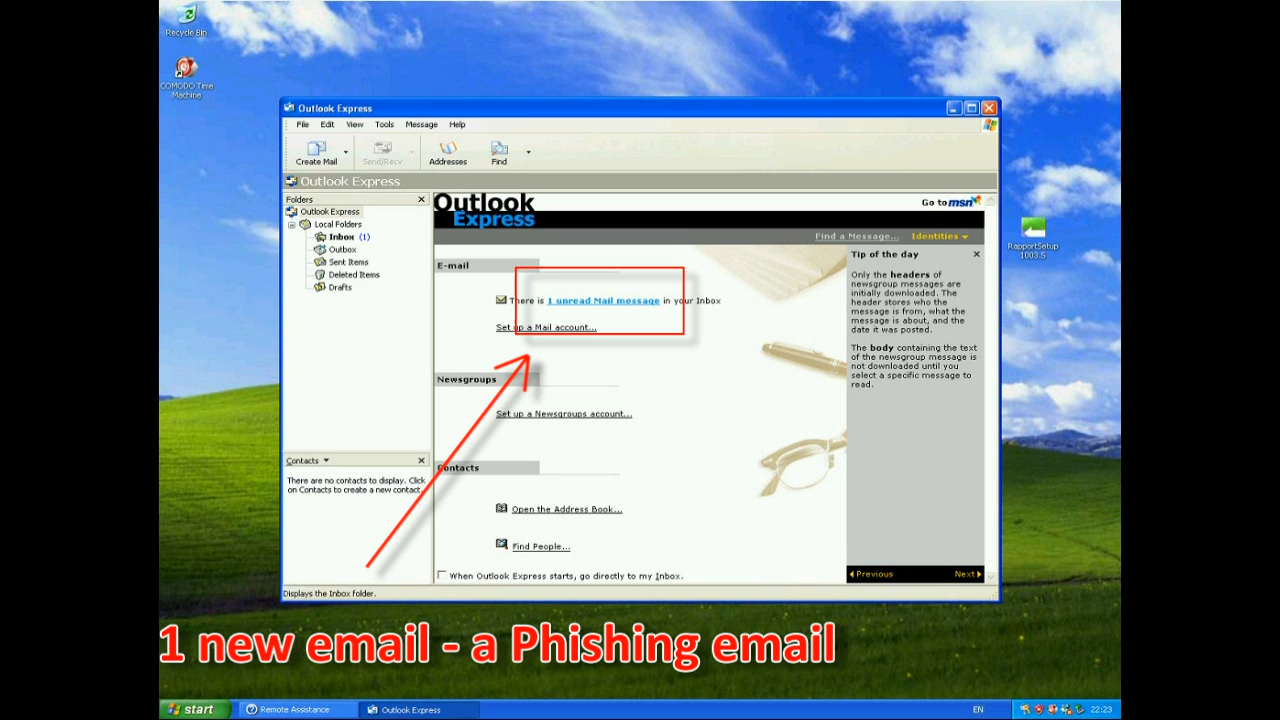 Recycle Bin
COMODO Time
Machine
Outlook Express
File Edit View Tools Message Help
Create Mail Send/Recv Addresses Find
Outlook Express
Folders
Outlook Express
Local Folders
Inbox (1)
Outbox
Sent Items
Deleted Items
Drafts
Contacts
There are no contacts to display. Click
on Contacts to create a new contact.
Outlook
Express
Go to msn
Find a Message... Identities
E-mail
There is 1 unread Mail message in your Inbox
Set up a Mail account...
Newsgroups
Set up a Newsgroups account...
Contacts
Open the Address Book...
Find People...
When Outlook Express starts, go directly to my Inbox.
Tip of the day
Only the headers of
newsgroup messages are
initially downloaded. The
header stores who the
message is from, what the
message is about, and the
date it was posted.
The body containing the text
of the newsgroup message is
not downloaded until you
select a specific message to
read.
Previous Next
Displays the Inbox folder.
RapportSetup
1003.5
1 new email - a Phishing email
start Remote Assistance Outlook Express EN 22:23